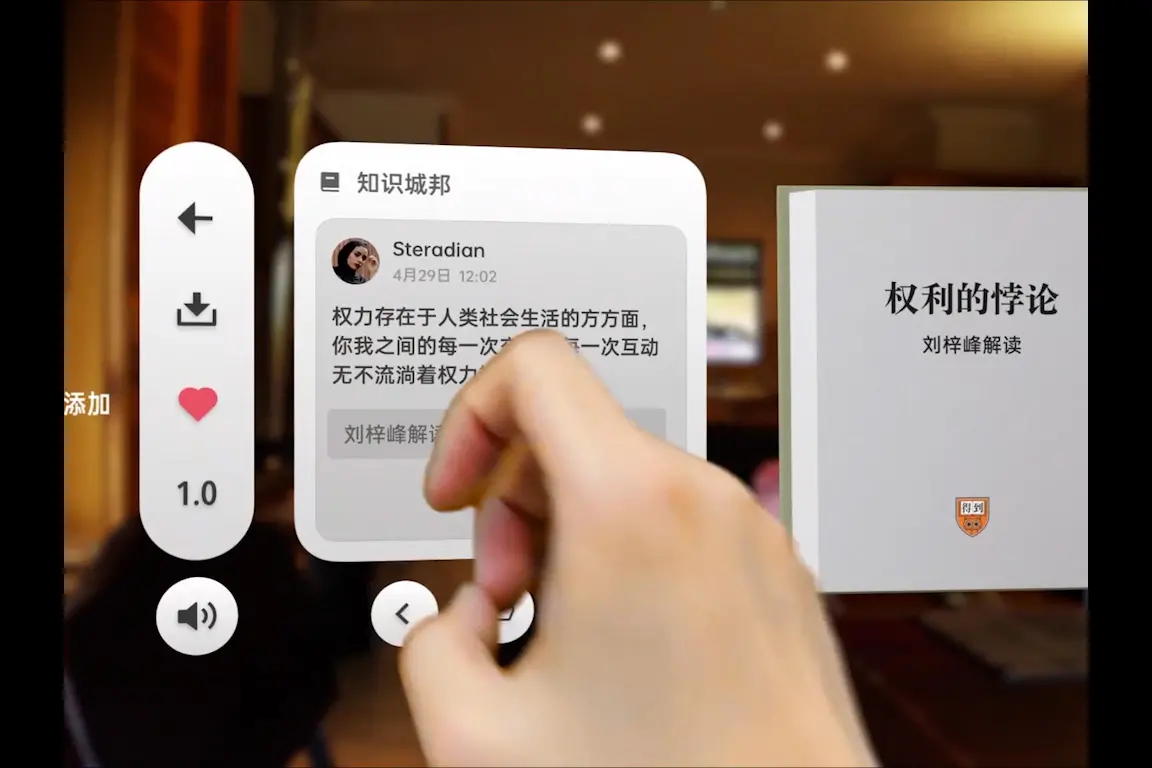 添加
1.0
知识城邦
Steradian
4月29日 12:02
权力存在于人类社会生活的方方面，
你我之间的每一次 每一次互动
无不流淌着权力
刘梓峰解读
权利的悖论
刘梓峰解读
得到